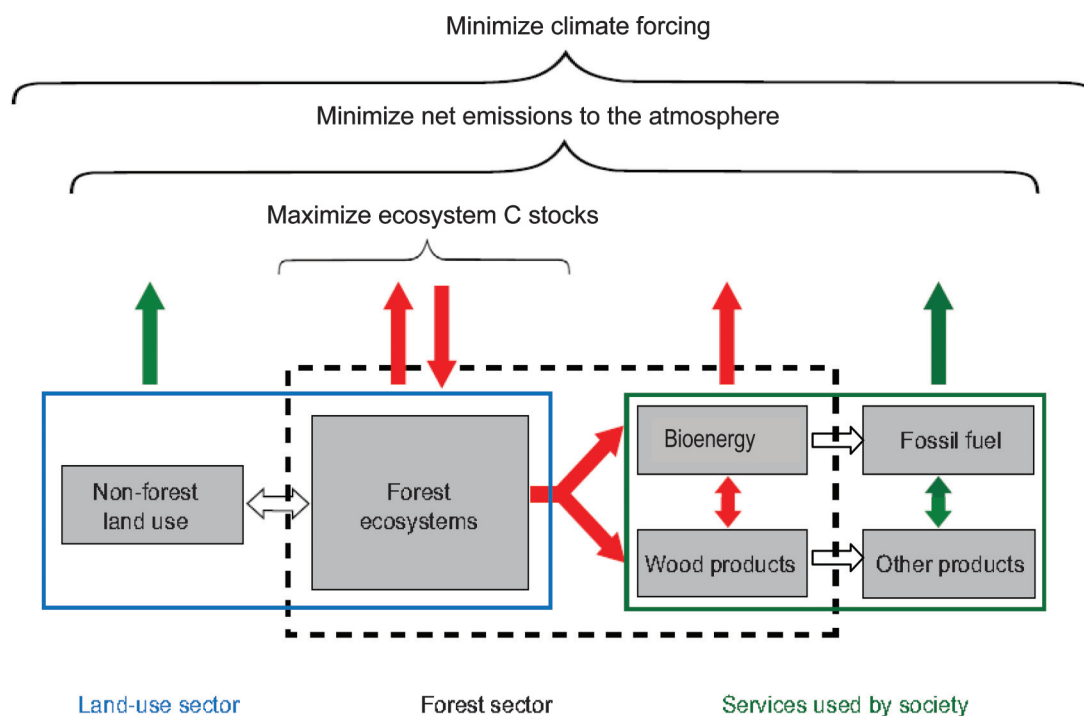 Minimize climate forcing
Minimize net emissions to the atmosphere
Maximize ecosystem C stocks
Non-forest
land use
Forest
ecosystems
Bioenergy
Fossil fuel
Wood products
Other products
Land-use sector
Forest sector
Services used by society